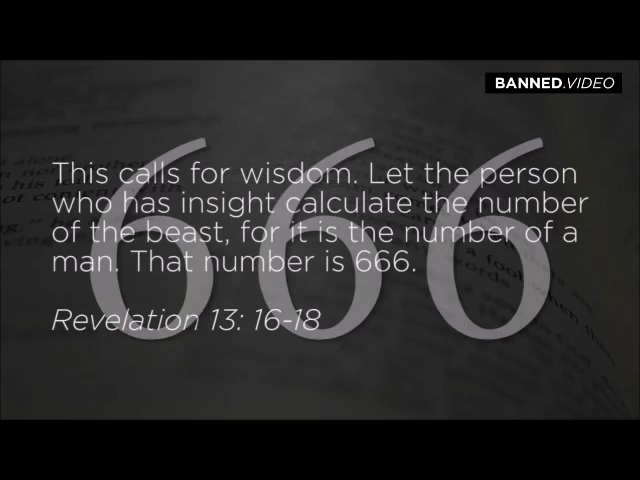 BANNED.VIDEO
666
This calls for wisdom. Let the person
who has insight calculate the number
of the beast, for it is the number of a
man. That number is 666.
Revelation 13: 16-18